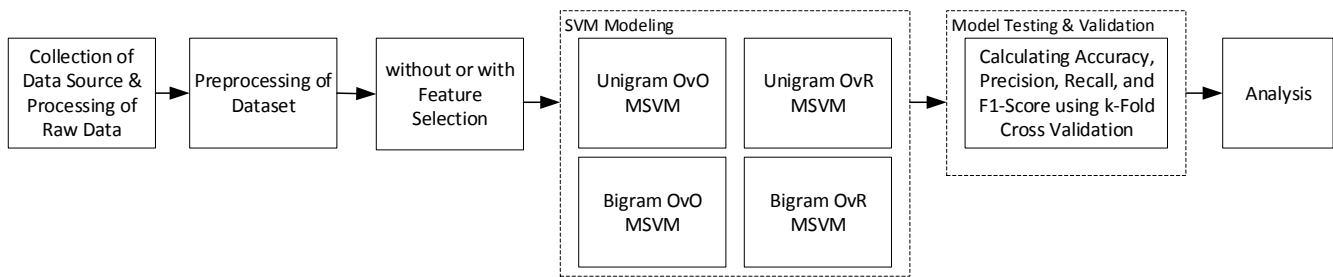 Collection of
Data Source &
Processing of
Raw Data
Preprocessing of
Dataset
without or with
Feature
Selection
SVM Modeling
Unigram OvO
MSVM
Unigram OvR
MSVM
Bigram OvO
MSVM
Bigram OvR
MSVM
Model Testing & Validation
Calculating Accuracy,
Precision, Recall, and
F1-Score using k-Fold
Cross Validation
Analysis